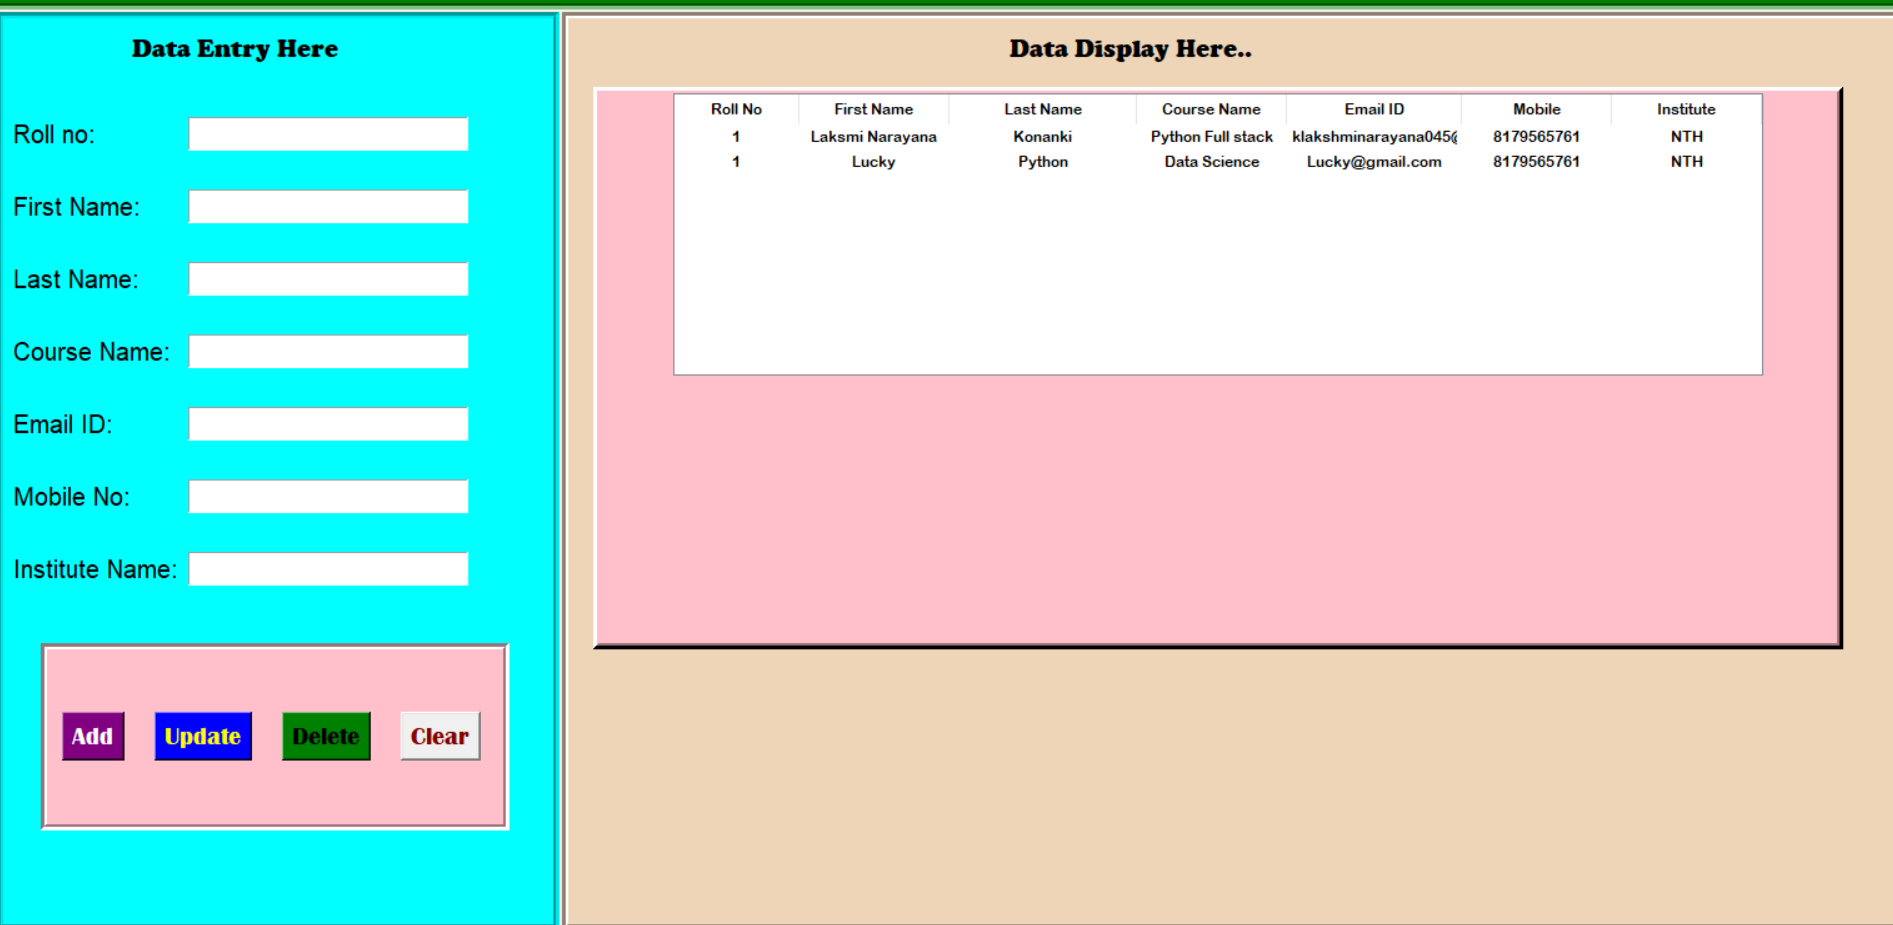 Data Entry Here
Roll no:
First Name:
Last Name:
Course Name:
Email ID:
Mobile No:
Institute Name:
Add Update Delete Clear
Data Display Here..
Roll No First Name Last Name Course Name Email ID Mobile Institute
1 Laksmi Narayana Konanki Python Full stack klakshminarayana045@ 8179565761 NTH
1 Lucky Python Data Science Lucky@gmail.com 8179565761 NTH